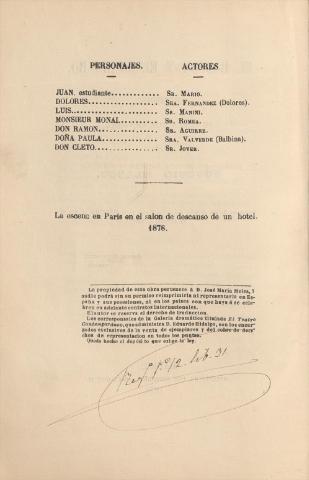 PERSONAJES. ACTORES
JUAN, estudiante............. SR. MARIO.
DOLORES................... SRA. FERNANDEZ (Dolores).
LUIS....................... SR. MANINI.
MONSIEUR MONAL............ SR. ROMEA.
DON RAMON................. SR. AGUIRRE.
DOÑA PAULA................ SRA. VALVERDE (Balbina).
DON CLETO................. SR. JOVER.
La escena en París en el salon de descanso de un hotel.
1878.
La propiedad de esta obra pertenece á D. José María Moles, y
nadie podrá sin su permiso reimprimirla ni representarla en Es-
paña y sus posesiones, ni en los países con que haya ó se cele-
bren en adelante contratos internacionales.
El autor se reserva el derecho de traduccion.
Los corresponsales de la Galería dramática titulada El Teatro
Contemporáneo, que administra D. Eduardo Hidalgo, son los encar-
gados exclusivos de la venta de ejemplares y del cobro de dere-
chos de representacion en todos los puntos.
Queda hecho el depósito que exige la ley.